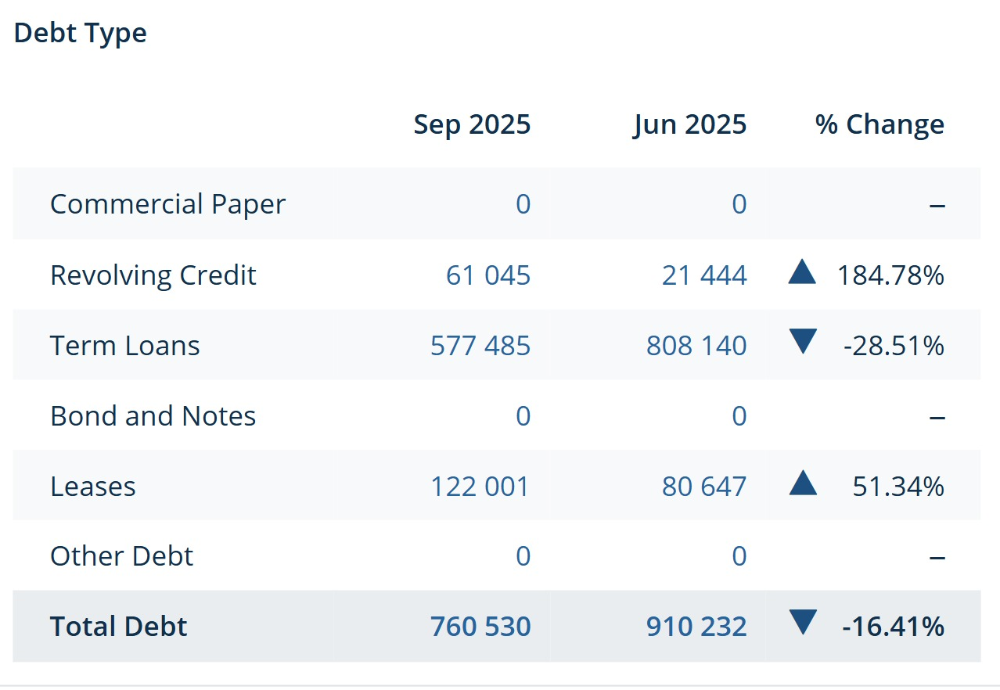 Debt Type
Sep 2025 Jun 2025 % Change
Commercial Paper 0 0 –
Revolving Credit 61 045 21 444 ▲ 184.78%
Term Loans 577 485 808 140 ▼ -28.51%
Bond and Notes 0 0 –
Leases 122 001 80 647 ▲ 51.34%
Other Debt 0 0 –
Total Debt 760 530 910 232 ▼ -16.41%